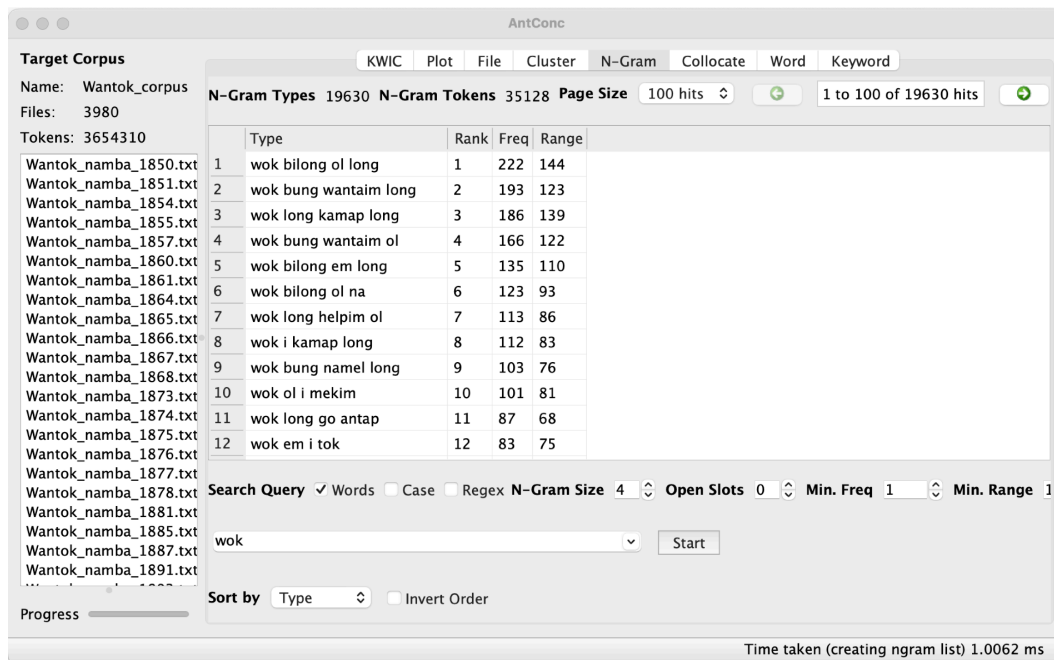 AntConc
Target Corpus
Name: Wantok_corpus
Files: 3980
Tokens: 3654310
Wantok_namba_1850.txt
Wantok_namba_1851.txt
Wantok_namba_1854.txt
Wantok_namba_1855.txt
Wantok_namba_1857.txt
Wantok_namba_1860.txt
Wantok_namba_1861.txt
Wantok_namba_1864.txt
Wantok_namba_1865.txt
Wantok_namba_1866.txt
Wantok_namba_1867.txt
Wantok_namba_1868.txt
Wantok_namba_1873.txt
Wantok_namba_1874.txt
Wantok_namba_1875.txt
Wantok_namba_1876.txt
Wantok_namba_1877.txt
Wantok_namba_1878.txt
Wantok_namba_1881.txt
Wantok_namba_1885.txt
Wantok_namba_1887.txt
Wantok_namba_1891.txt
Progress
KWIC Plot File Cluster N-Gram Collocate Word Keyword
N-Gram Types 19630 N-Gram Tokens 35128 Page Size 100 hits 1 to 100 of 19630 hits
Type Rank Freq Range
1 wok bilong ol long 1 222 144
2 wok bung wantaim long 2 193 123
3 wok long kamap long 3 186 139
4 wok bung wantaim ol 4 166 122
5 wok bilong em long 5 135 110
6 wok bilong ol na 6 123 93
7 wok long helpim ol 7 113 86
8 wok i kamap long 8 112 83
9 wok bung namel long 9 103 76
10 wok ol i mekim 10 101 81
11 wok long go antap 11 87 68
12 wok em i tok 12 83 75
Search Query Words Case Regex N-Gram Size 4 Open Slots 0 Min. Freq 1 Min. Range 1
wok Start
Sort by Type Invert Order
Time taken (creating ngram list) 1.0062 ms